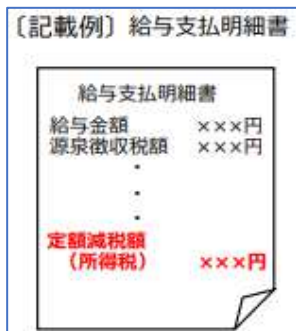 〔記載例〕給与支払明細書
給与支払明細書
給与金額 ×××円
源泉徴収税額 ×××円
・
・
・
定額減税額
(所得税) ×××円